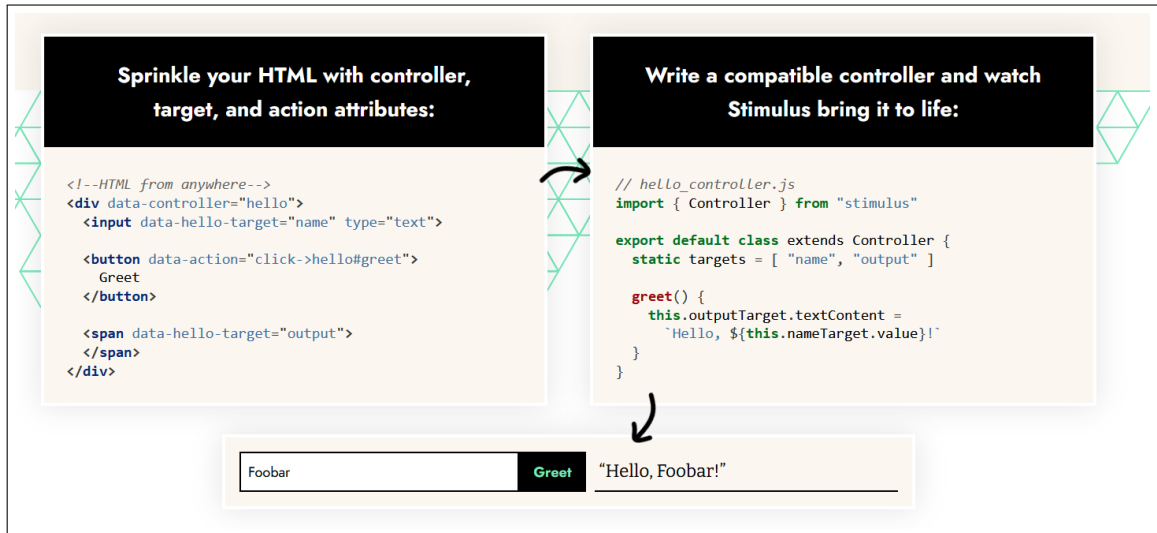 Sprinkle your HTML with controller,
target, and action attributes:
<!--HTML from anywhere-->
<div data-controller="hello">
  <input data-hello-target="name" type="text">
  <button data-action="click->hello#greet">
    Greet
  </button>
  <span data-hello-target="output">
  </span>
</div>
Write a compatible controller and watch
Stimulus bring it to life:
// hello_controller.js
import { Controller } from "stimulus"
export default class extends Controller {
  static targets = [ "name", "output" ]
  greet() {
    this.outputTarget.textContent =
      `Hello, ${this.nameTarget.value}!`
  }
}
Foobar
Greet
“Hello, Foobar!”